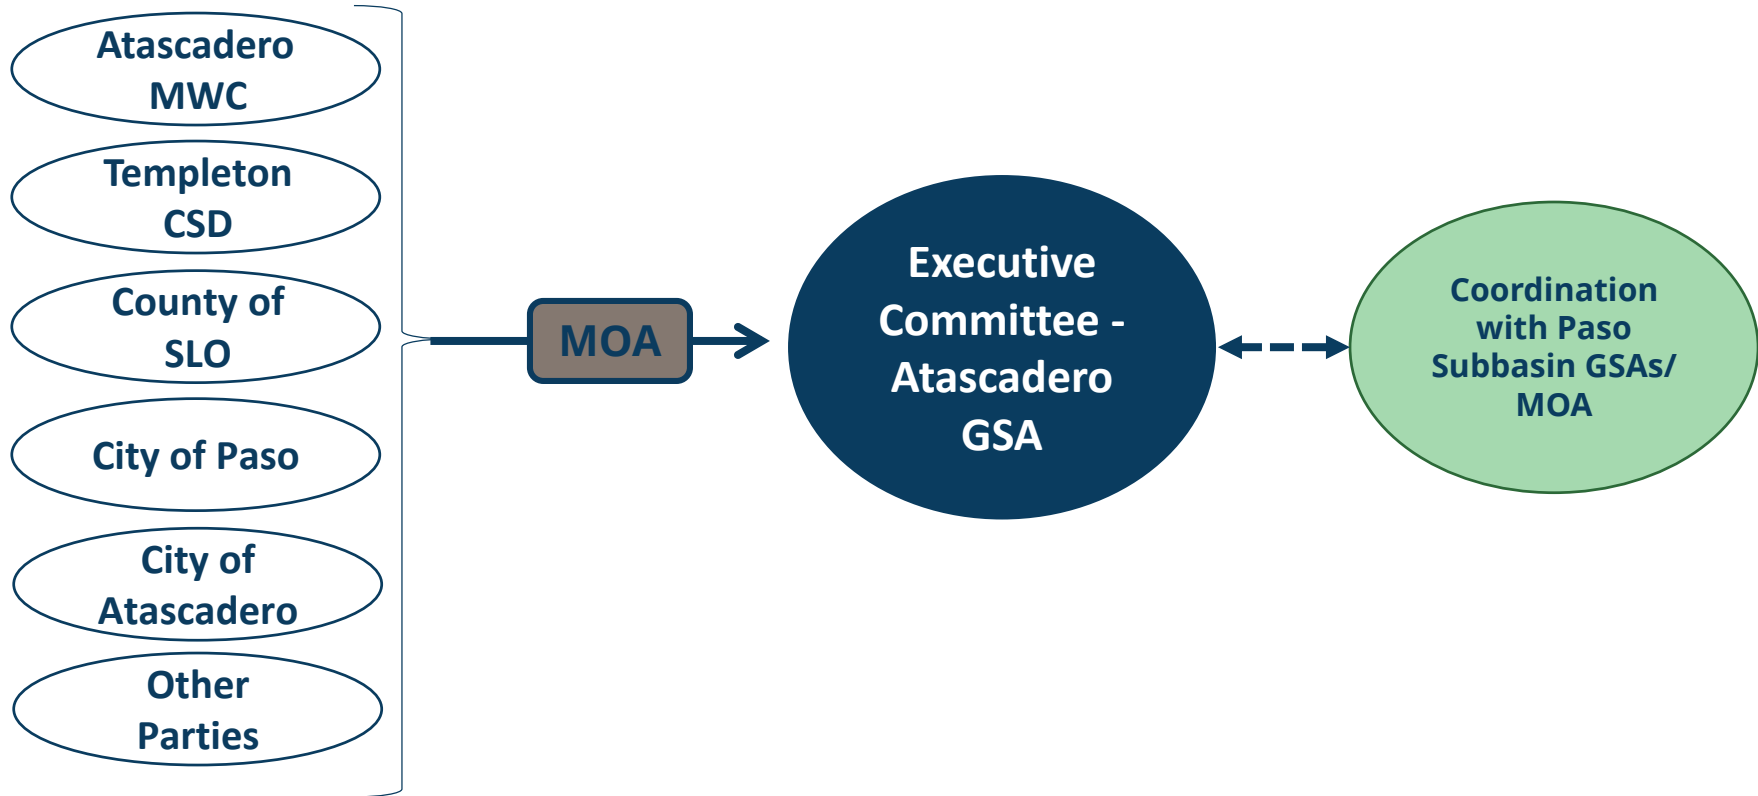 Atascadero
MWC
Templeton
CSD
County of
SLO
City of Paso
City of
Atascadero
Other
Parties
MOA
Executive
Committee -
Atascadero
GSA
Coordination
with Paso
Subbasin GSAs/
MOA